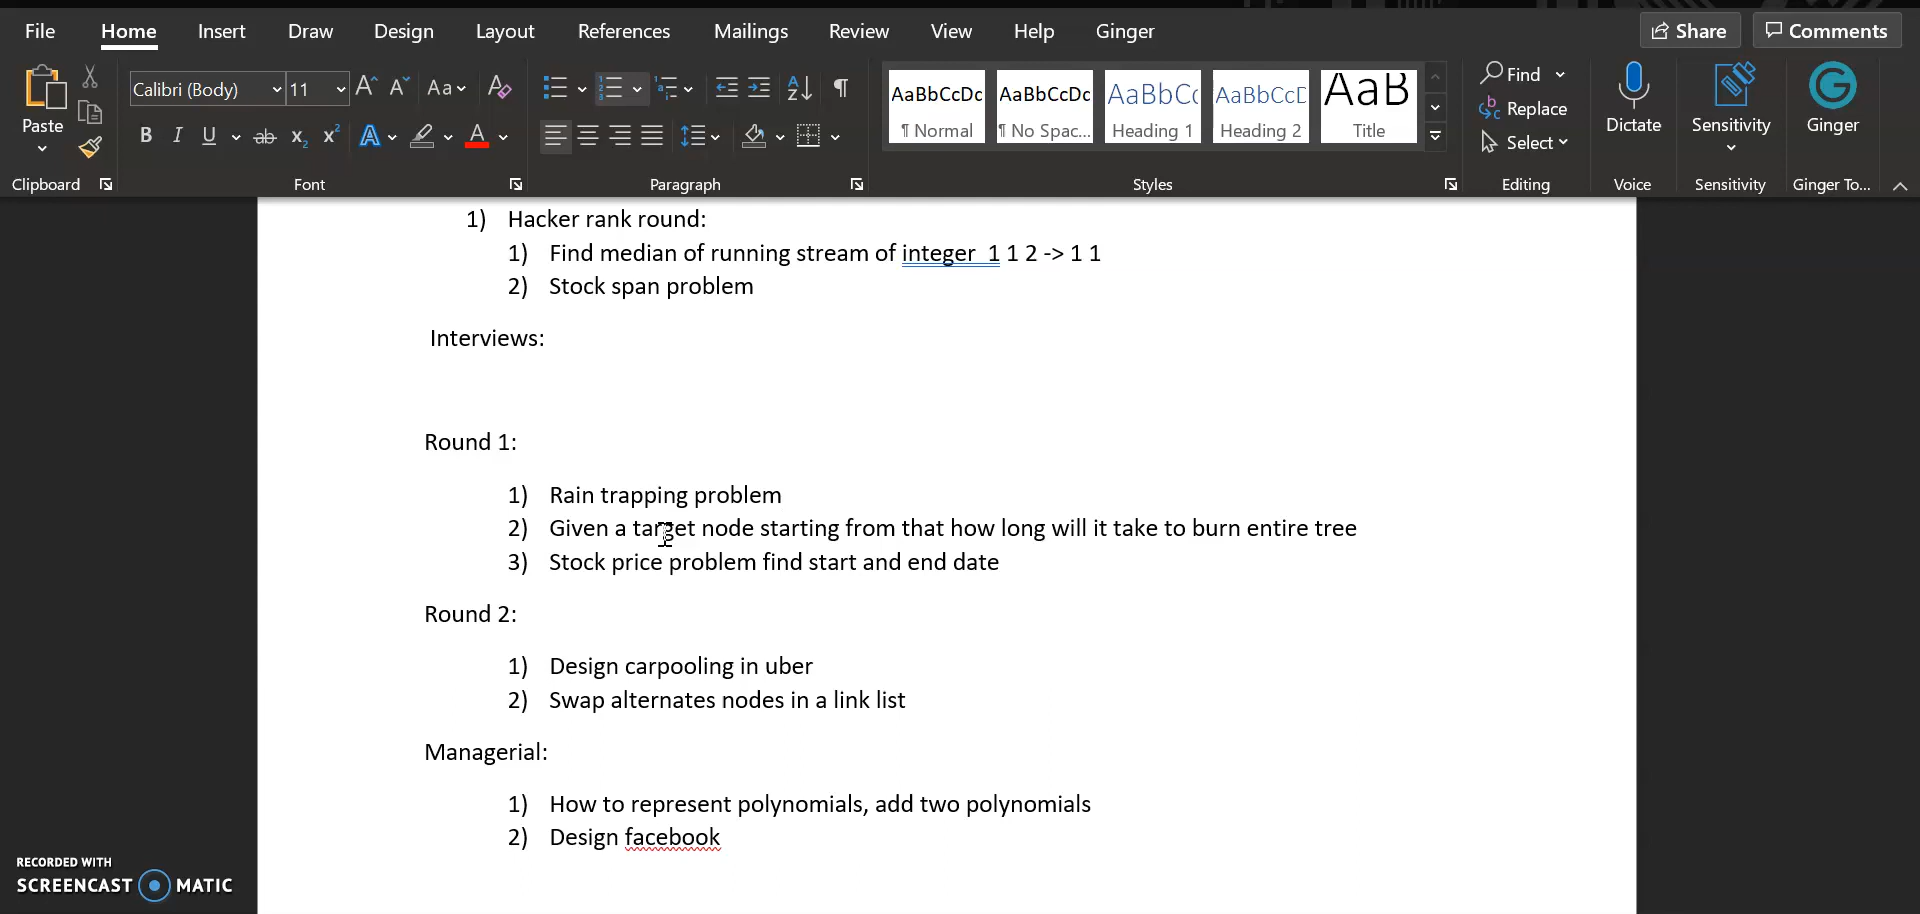 File Home Insert Draw Design Layout References Mailings Review View Help Ginger Share Comments
Paste
Clipboard
Calibri (Body) 11
Font
Paragraph
AaBbCcDc AaBbCcDc AaBbCc AaBbCcD AaB
¶ Normal ¶ No Spac... Heading 1 Heading 2 Title
Styles
Find
Replace
Select
Editing
Dictate
Voice
Sensitivity
Sensitivity
Ginger
Ginger To...
1) Hacker rank round:
1) Find median of running stream of integer 1 1 2 -> 1 1
2) Stock span problem
Interviews:
Round 1:
1) Rain trapping problem
2) Given a target node starting from that how long will it take to burn entire tree
3) Stock price problem find start and end date
Round 2:
1) Design carpooling in uber
2) Swap alternates nodes in a link list
Managerial:
1) How to represent polynomials, add two polynomials
2) Design facebook
RECORDED WITH
SCREENCAST MATIC